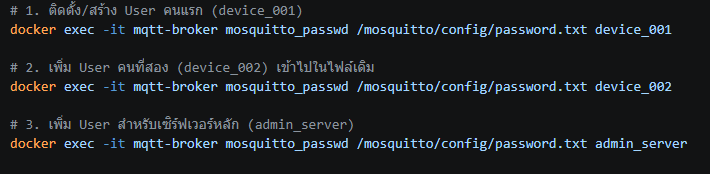 # 1. ติดตั้ง/สร้าง User คนแรก (device_001)
docker exec -it mqtt-broker mosquitto_passwd /mosquitto/config/password.txt device_001
# 2. เพิ่ม User คนที่สอง (device_002) เข้าไปในไฟล์เดิม
docker exec -it mqtt-broker mosquitto_passwd /mosquitto/config/password.txt device_002
# 3. เพิ่ม User สำหรับเซิร์ฟเวอร์หลัก (admin_server)
docker exec -it mqtt-broker mosquitto_passwd /mosquitto/config/password.txt admin_server